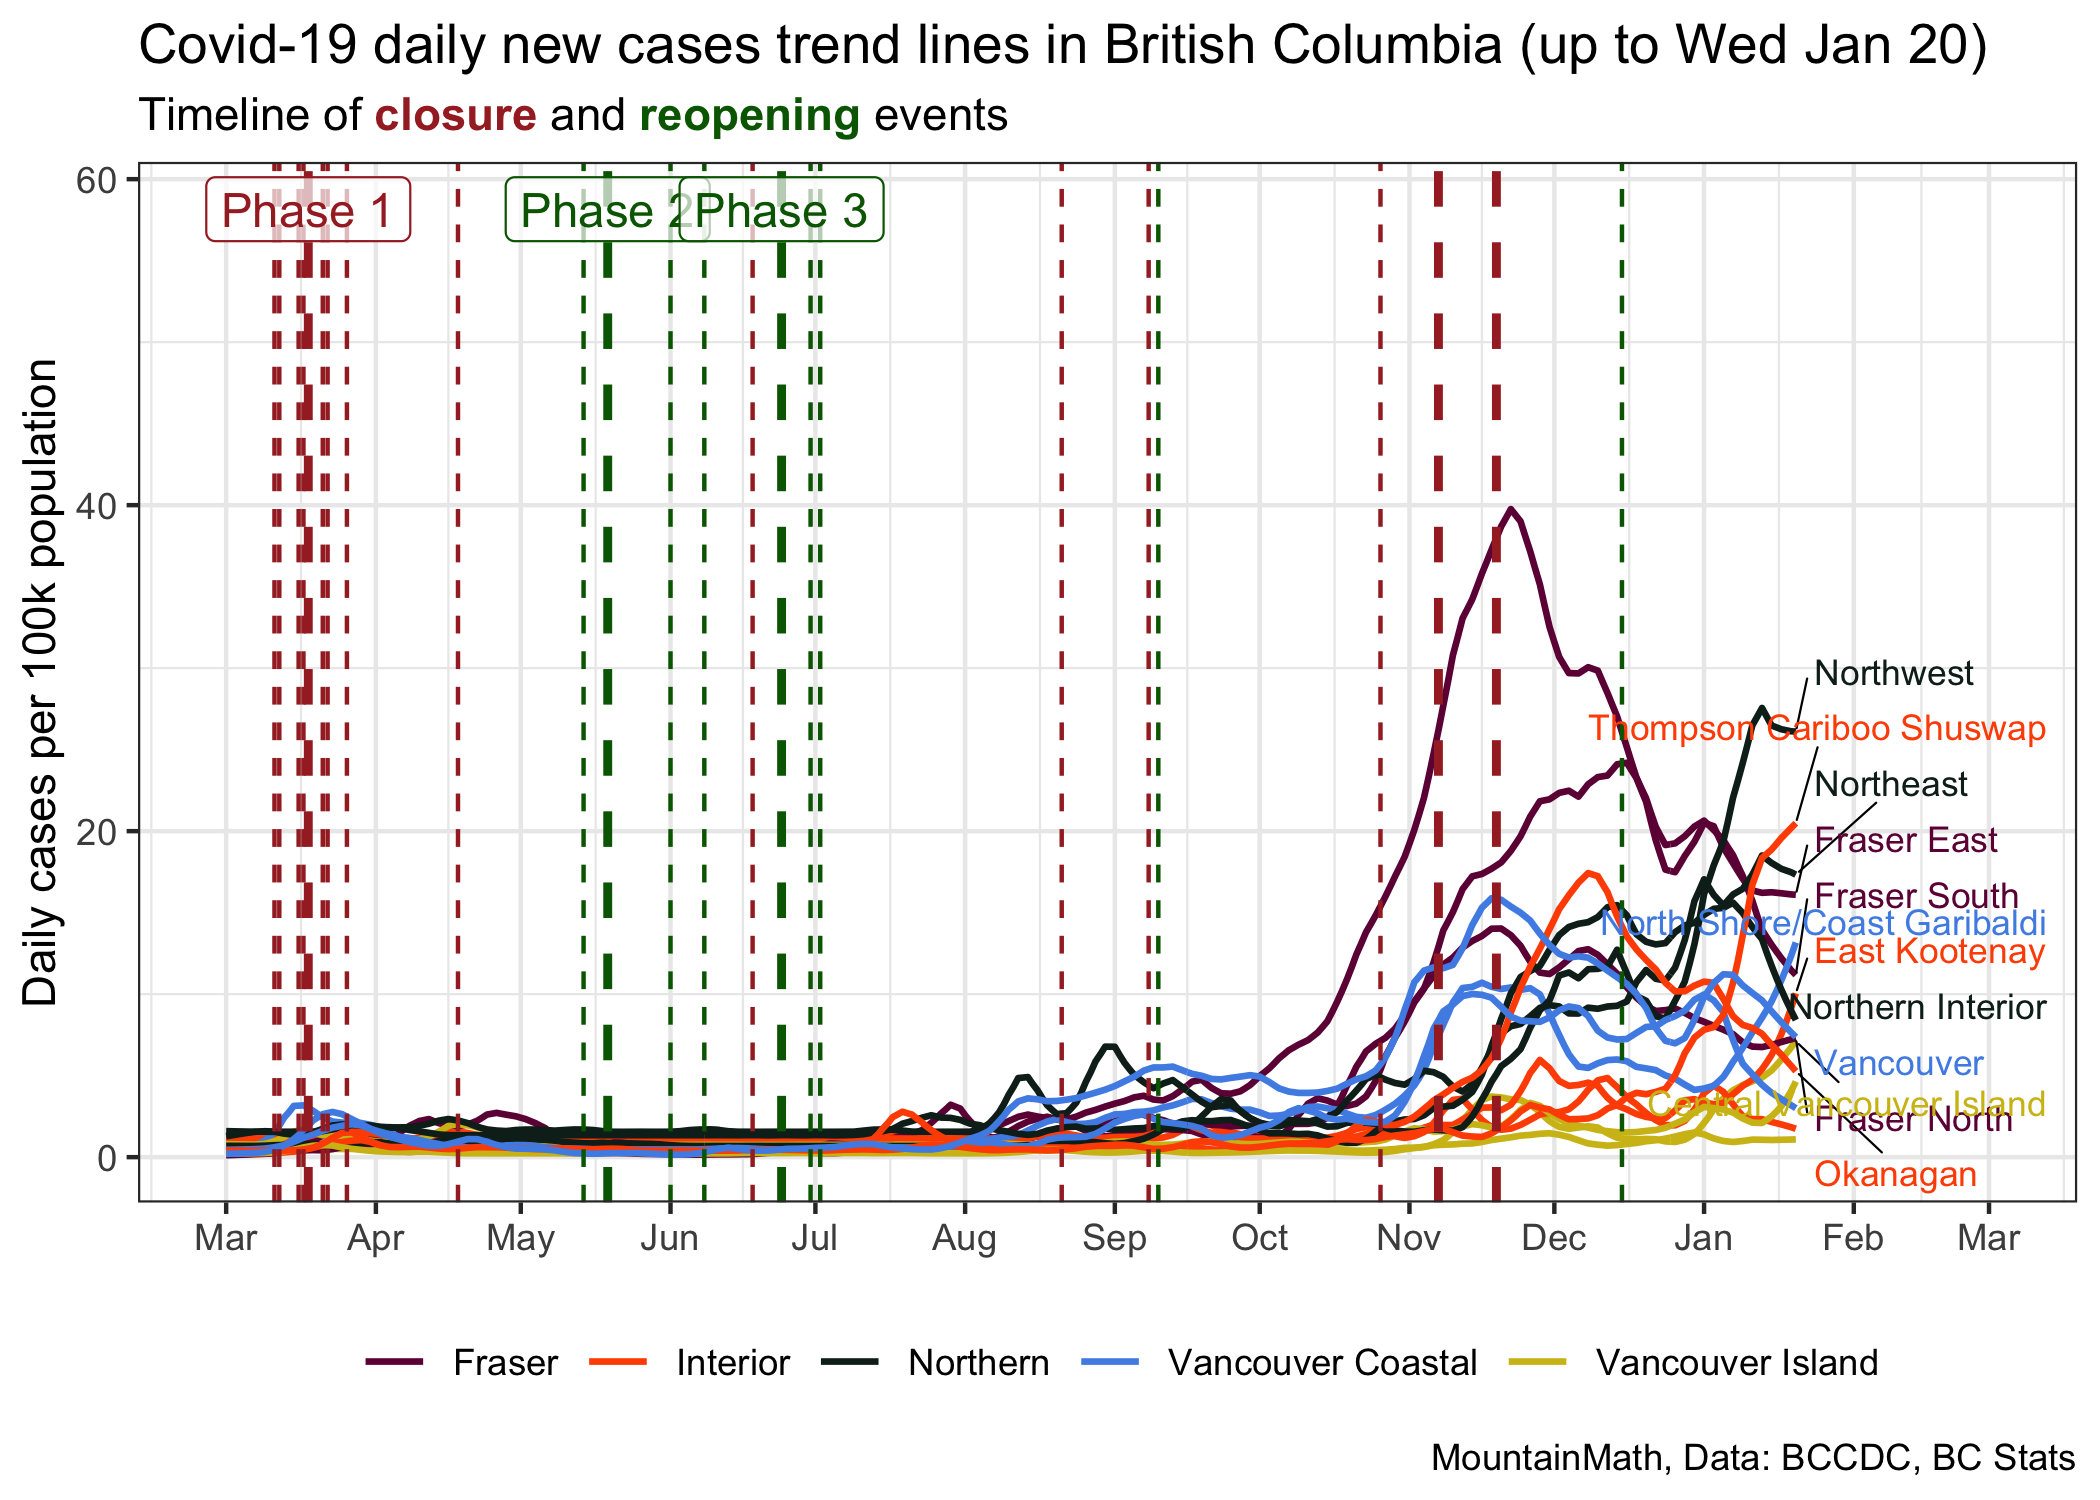 Covid-19 daily new cases trend lines in British Columbia (up to Wed Jan 20)
Timeline of closure and reopening events
Daily cases per 100k population
60
40
20
0
Phase 1
Phase 2
Phase 3
Northwest
Thompson Cariboo Shuswap
Northeast
Fraser East
Fraser South
North Shore/Coast Garibaldi
East Kootenay
Northern Interior
Vancouver
Central Vancouver Island
Fraser North
Okanagan
Mar Apr May Jun Jul Aug Sep Oct Nov Dec Jan Feb Mar
Fraser Interior Northern Vancouver Coastal Vancouver Island
MountainMath, Data: BCCDC, BC Stats